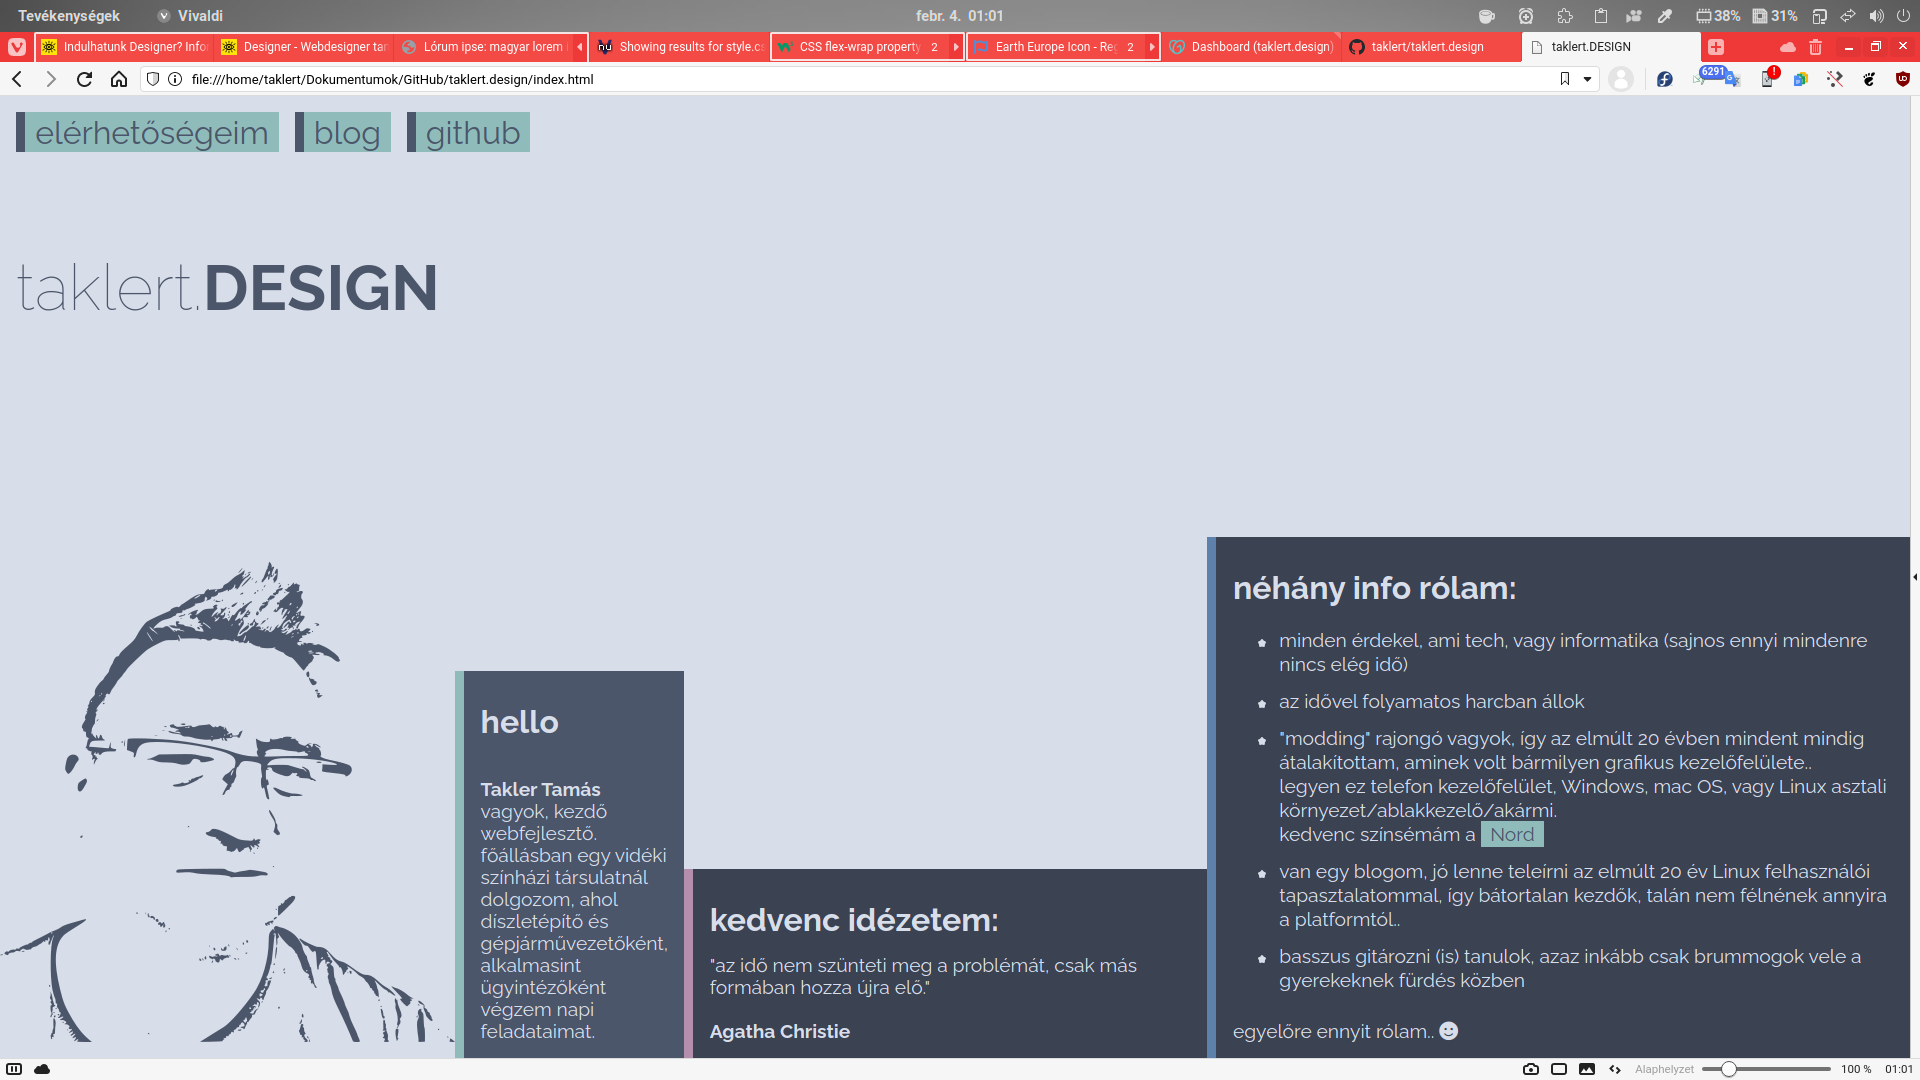 Tevékenységek Vivaldi febr. 4. 01:01 38% 31%
Indulhatunk Designer? Info Designer - Webdesigner tan Lórum ipse: magyar lorem Showing results for style.cs CSS flex-wrap property 2 Earth Europe Icon - Reg 2 Dashboard (taklert.design) taklert/taklert.design taklert.DESIGN
file:///home/taklert/Dokumentumok/GitHub/taklert.design/index.html 6291
elérhetőségeim blog github
taklert.DESIGN
hello
Takler Tamás
vagyok, kezdő
webfejlesztő.
főállásban egy vidéki
színházi társulatnál
dolgozom, ahol
díszletépítő és
gépjárművezetőként,
alkalmasint
ügyintézőként
végzem napi
feladataimat.
kedvenc idézetem:
"az idő nem szünteti meg a problémát, csak más
formában hozza újra elő."
Agatha Christie
néhány info rólam:
minden érdekel, ami tech, vagy informatika (sajnos ennyi mindenre
nincs elég idő)
az idővel folyamatos harcban állok
"modding" rajongó vagyok, így az elmúlt 20 évben mindent mindig
átalakítottam, aminek volt bármilyen grafikus kezelőfelülete..
legyen ez telefon kezelőfelület, Windows, mac OS, vagy Linux asztali
környezet/ablakkezelő/akármi.
kedvenc színsémám a Nord
van egy blogom, jó lenne teleírni az elmúlt 20 év Linux felhasználói
tapasztalatommal, így bátortalan kezdők, talán nem félnének annyira
a platformtól..
basszus gitározni (is) tanulok, azaz inkább csak brummogok vele a
gyerekeknek fürdés közben
egyelőre ennyit rólam..
Alaphelyzet 100 % 01:01